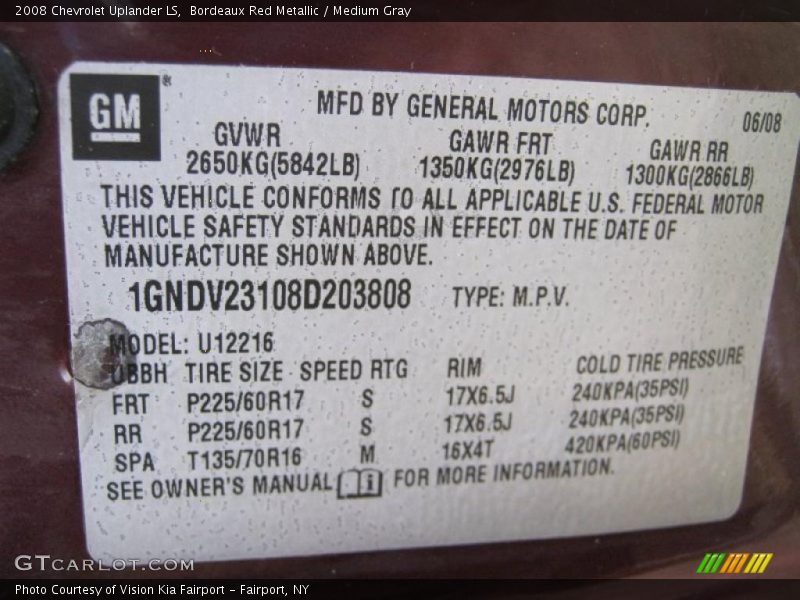 2008 Chevrolet Uplander LS,  Bordeaux Red Metallic / Medium Gray
GM
MFD BY GENERAL MOTORS CORP.
06/08
GVWR GAWR FRT GAWR RR
2650KG(5842LB) 1350KG(2976LB) 1300KG(2866LB)
THIS VEHICLE CONFORMS TO ALL APPLICABLE U.S. FEDERAL MOTOR
VEHICLE SAFETY STANDARDS IN EFFECT ON THE DATE OF
MANUFACTURE SHOWN ABOVE.
1GNDV23108D203808 TYPE: M.P.V.
MODEL: U12216
UBBH TIRE SIZE SPEED RTG RIM COLD TIRE PRESSURE
FRT P225/60R17 S 17X6.5J 240KPA(35PSI)
RR P225/60R17 S 17X6.5J 240KPA(35PSI)
SPA T135/70R16 M 16X4T 420KPA(60PSI)
SEE OWNER'S MANUAL FOR MORE INFORMATION.
GTCARLOT.COM
Photo Courtesy of Vision Kia Fairport – Fairport, NY